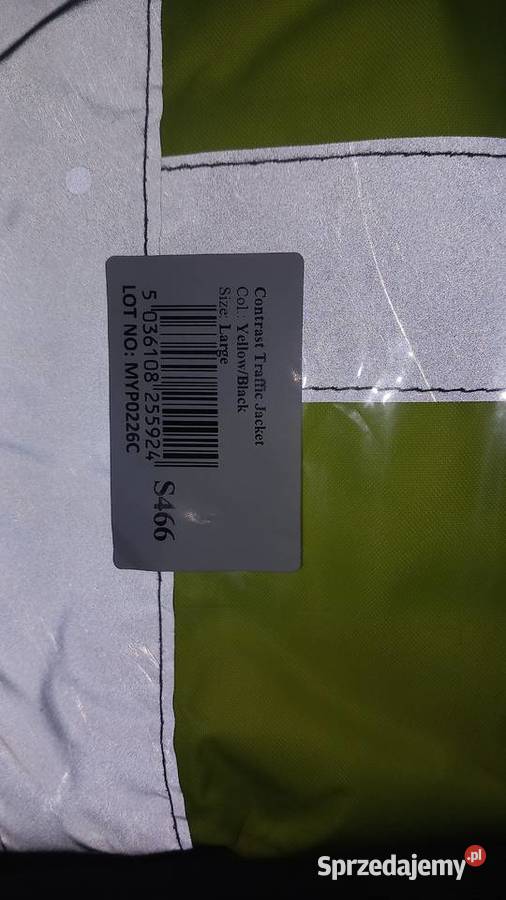 Contrast Traffic Jacket
Col.: Yellow/Black
Size: Large
5 036108 255924
S466
LOT NO: MYP0226C
Sprzedajemy.pl